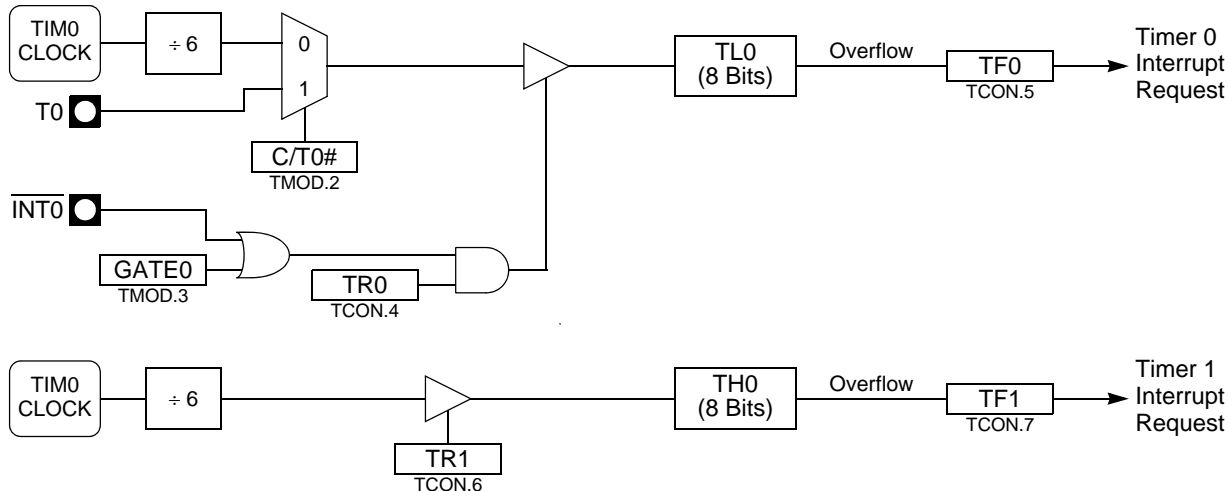 TIM0
CLOCK
÷ 6
0
1
T0
C/T0#
TMOD.2
TL0
(8 Bits)
Overflow
TF0
TCON.5
Timer 0
Interrupt
Request
INT0
GATE0
TMOD.3
TR0
TCON.4
TIM0
CLOCK
÷ 6
TR1
TCON.6
TH0
(8 Bits)
Overflow
TF1
TCON.7
Timer 1
Interrupt
Request